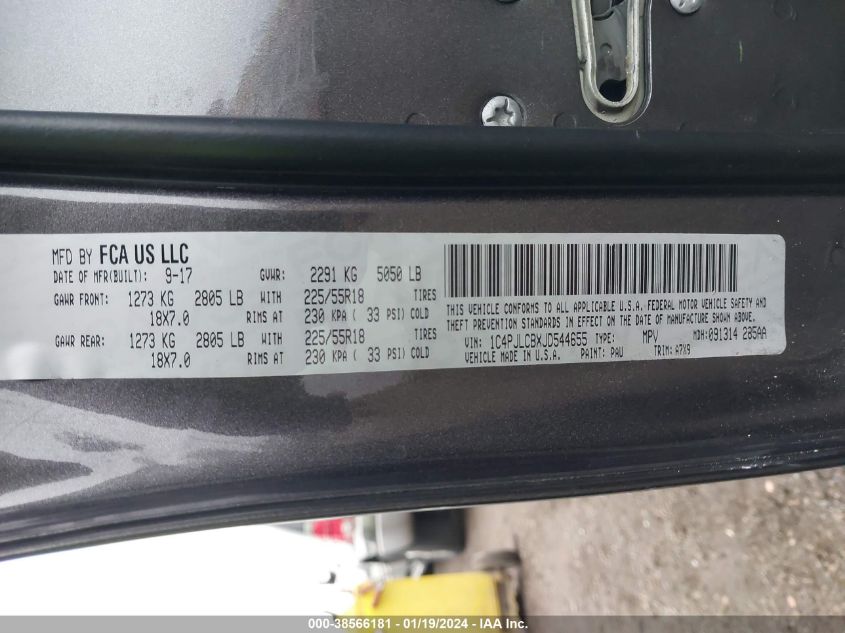 MFD BY FCA US LLC
DATE OF MFR(BUILT): 9-17 GVWR: 2291 KG 5050 LB
GAWR FRONT: 1273 KG 2805 LB WITH 225/55R18 TIRES
18X7.0 RIMS AT 230 KPA ( 33 PSI) COLD
GAWR REAR: 1273 KG 2805 LB WITH 225/55R18 TIRES
18X7.0 RIMS AT 230 KPA ( 33 PSI) COLD
THIS VEHICLE CONFORMS TO ALL APPLICABLE U.S.A. FEDERAL MOTOR VEHICLE SAFETY AND
THEFT PREVENTION STANDARDS IN EFFECT ON THE DATE OF MANUFACTURE SHOWN ABOVE.
VIN: 1C4PJLCBXJD544655 TYPE: MPV MDH:091314 205AA
VEHICLE MADE IN U.S.A. PAINT: PAU TRIM: A7X9
000-38566181 - 01/19/2024 - IAA Inc.